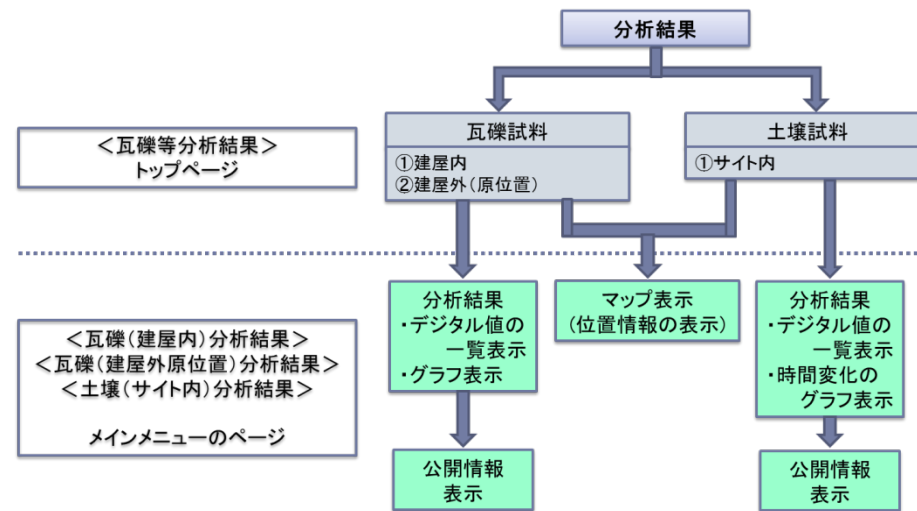 分析結果
＜瓦礫等分析結果＞
トップページ
瓦礫試料
①建屋内
②建屋外（原位置）
土壌試料
①サイト内
＜瓦礫（建屋内）分析結果＞
＜瓦礫（建屋外原位置）分析結果＞
＜土壌（サイト内）分析結果＞
メインメニューのページ
分析結果
・デジタル値の
一覧表示
・グラフ表示
マップ表示
（位置情報の表示）
分析結果
・デジタル値の
一覧表示
・時間変化の
グラフ表示
公開情報
表示
公開情報
表示